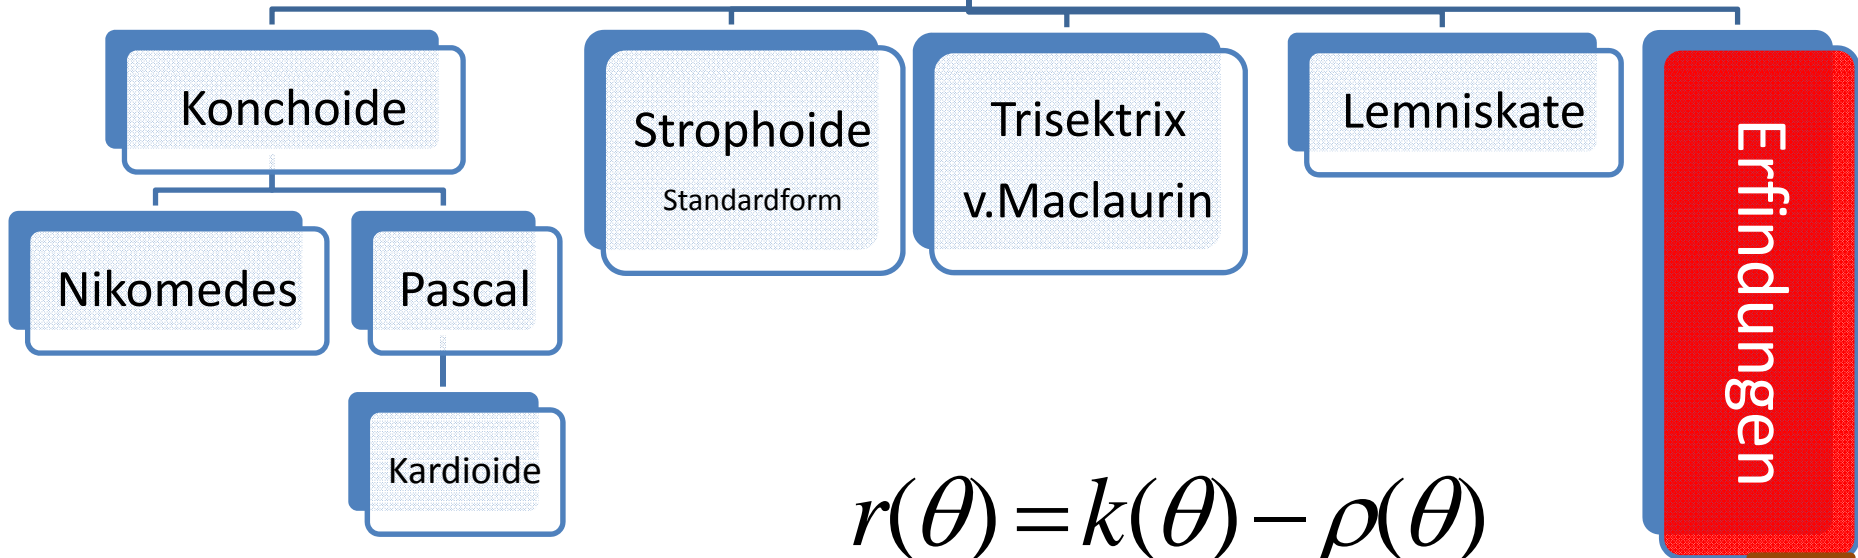 Konchoide
Strophoide
Standardform
Trisektrix
v.Maclaurin
Lemniskate
Erfindungen
Nikomedes
Pascal
Kardioide
r(θ) = k(θ) − ρ(θ)